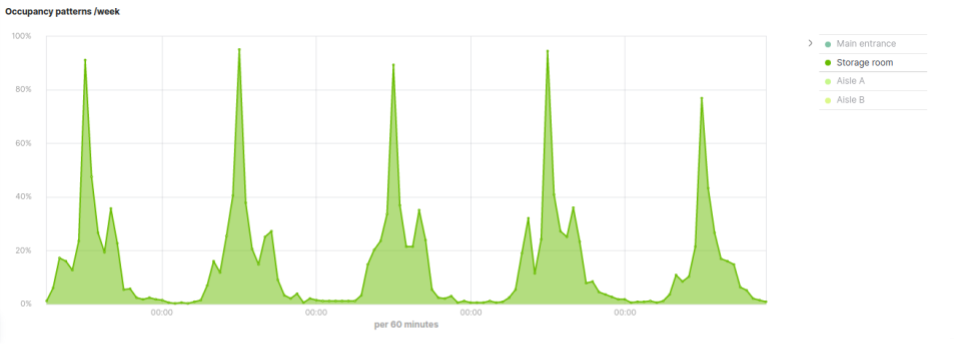 Occupancy patterns /week
100%
80%
60%
40%
20%
0%
00:00 00:00 00:00 00:00
per 60 minutes
Main entrance
Storage room
Aisle A
Aisle B